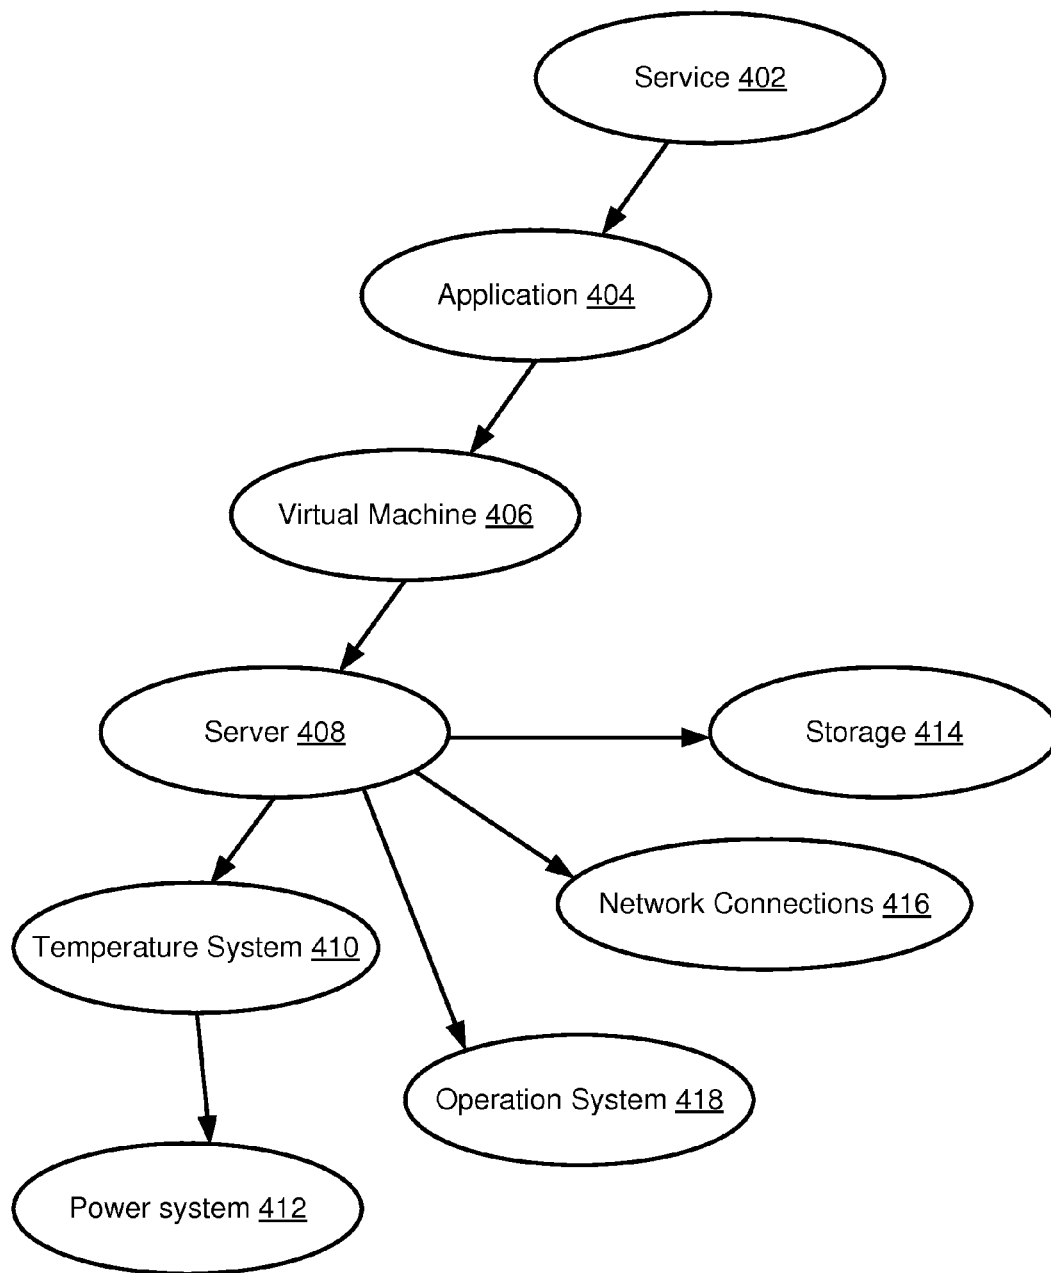 Service 402
Application 404
Virtual Machine 406
Server 408
Storage 414
Network Connections 416
Temperature System 410
Operation System 418
Power system 412